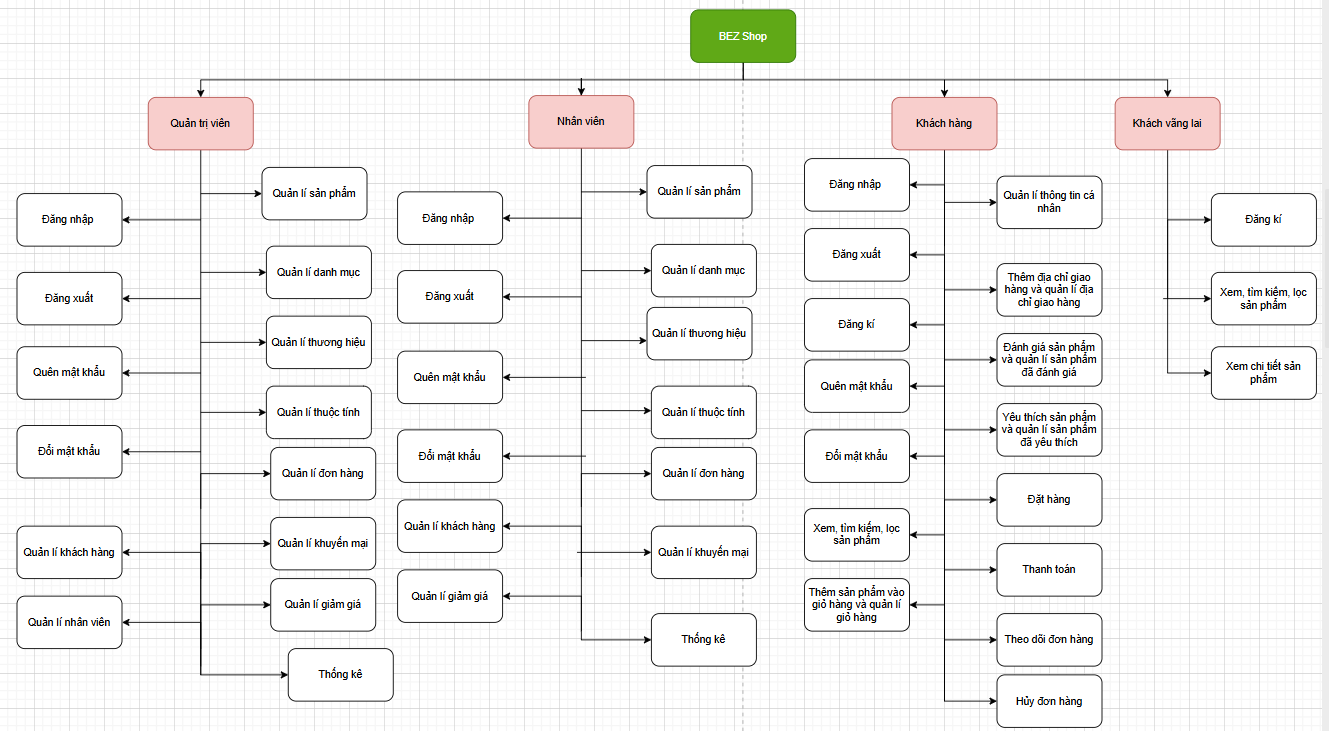 BEZ Shop
Quản trị viên
Quản lí sản phẩm
Đăng nhập
Quản lí danh mục
Đăng xuất
Quản lí thương hiệu
Quên mật khẩu
Quản lí thuộc tính
Đổi mật khẩu
Quản lí đơn hàng
Quản lí khách hàng
Quản lí khuyến mại
Quản lí giảm giá
Quản lí nhân viên
Thống kê
Nhân viên
Quản lí sản phẩm
Đăng nhập
Quản lí danh mục
Đăng xuất
Quản lí thương hiệu
Quên mật khẩu
Quản lí thuộc tính
Đổi mật khẩu
Quản lí đơn hàng
Quản lí khách hàng
Quản lí khuyến mại
Quản lí giảm giá
Thống kê
Khách hàng
Đăng nhập
Quản lí thông tin cá
nhân
Đăng xuất
Thêm địa chỉ giao
hàng và quản lí địa
chỉ giao hàng
Đăng kí
Đánh giá sản phẩm
và quản lí sản phẩm
đã đánh giá
Quên mật khẩu
Yêu thích sản phẩm
và quản lí sản phẩm
đã yêu thích
Đổi mật khẩu
Đặt hàng
Xem, tìm kiếm, lọc
sản phẩm
Thanh toán
Thêm sản phẩm vào
giỏ hàng và quản lí
giỏ hàng
Theo dõi đơn hàng
Hủy đơn hàng
Khách vãng lai
Đăng kí
Xem, tìm kiếm, lọc
sản phẩm
Xem chi tiết sản
phẩm